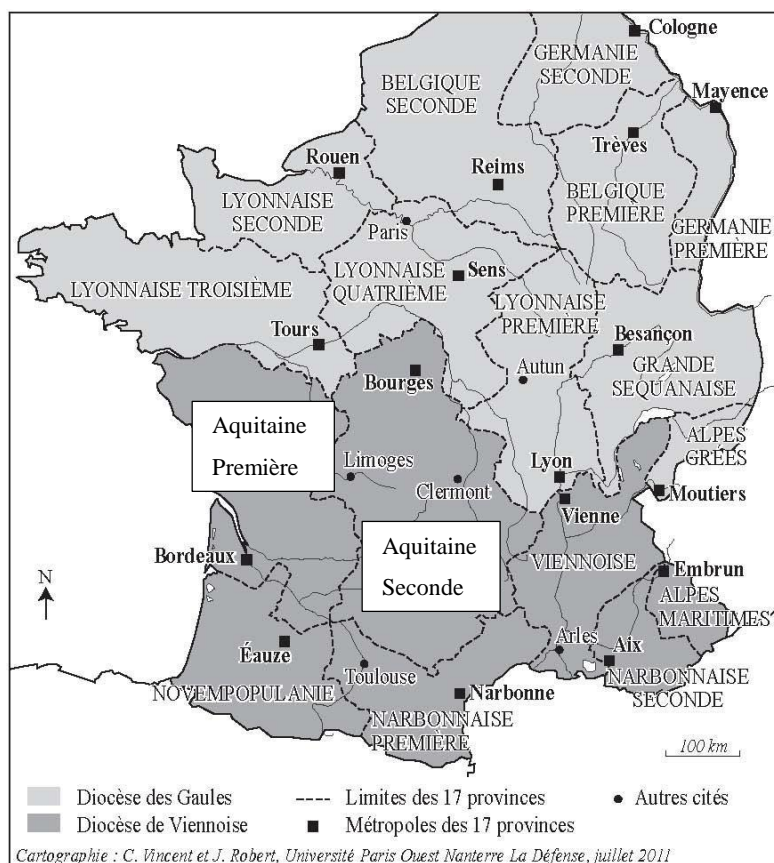 Cologne
GERMANIE
SECONDE
BELGIQUE
SECONDE
Mayence
Trèves
Rouen
Reims
LYONNAISE
SECONDE
BELGIQUE
PREMIÈRE
Paris
GERMANIE
PREMIÈRE
LYONNAISE
QUATRIÈME
Sens
LYONNAISE TROISIÈME
LYONNAISE
PREMIÈRE
Tours
Besançon
Bourges
Autun
GRANDE
SEQUANAISE
Aquitaine
Première
ALPES
GRÉES
Limoges
Clermont
Lyon
Moutiers
Vienne
Aquitaine
Seconde
VIENNOISE
Bordeaux
Embrun
N
ALPES
MARITIMES
Éauze
Arles
Aix
Toulouse
NARBONNAISE
SECONDE
NOVEMPOPULANIE
Narbonne
NARBONNAISE
PREMIÈRE
100 km
Diocèse des Gaules
Limites des 17 provinces
Autres cités
Diocèse de Viennoise
Métropoles des 17 provinces
Cartographie : C. Vincent et J. Robert, Université Paris Ouest Nanterre La Défense, juillet 2011